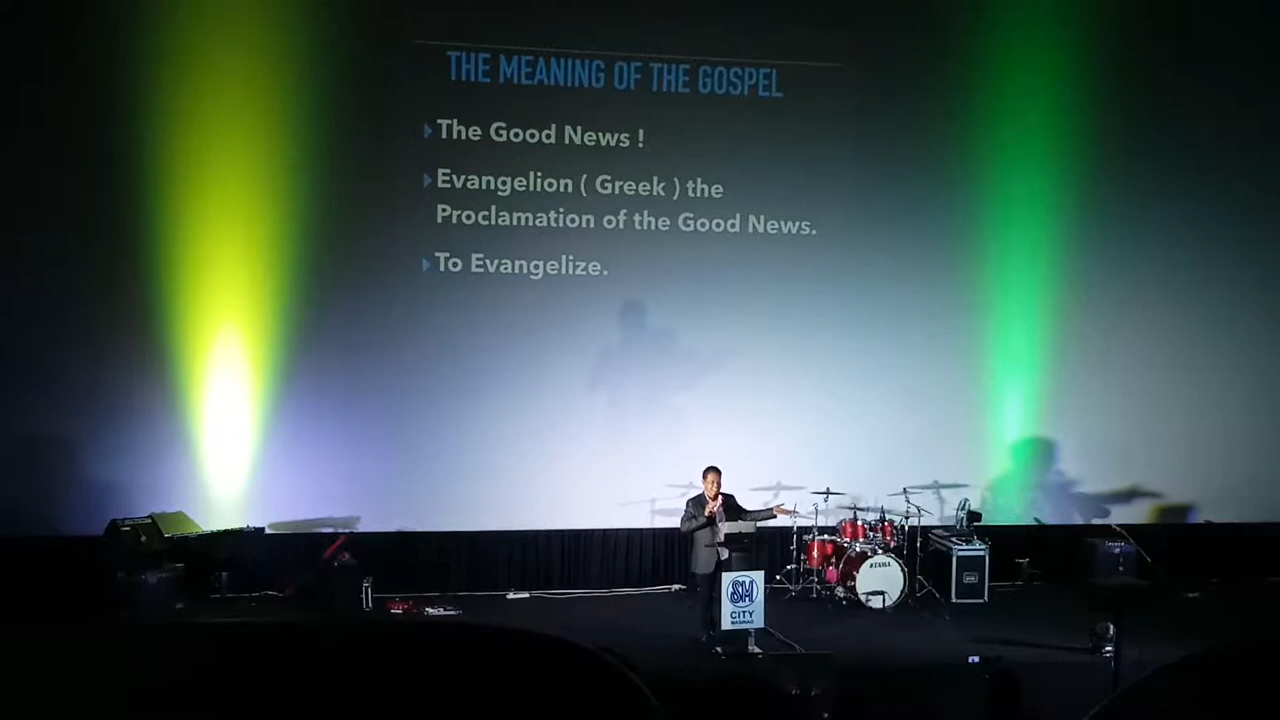 THE MEANING OF THE GOSPEL
The Good News !
Evangelion ( Greek ) the
Proclamation of the Good News.
To Evangelize.
TAMA
SM
CITY
MASINAG